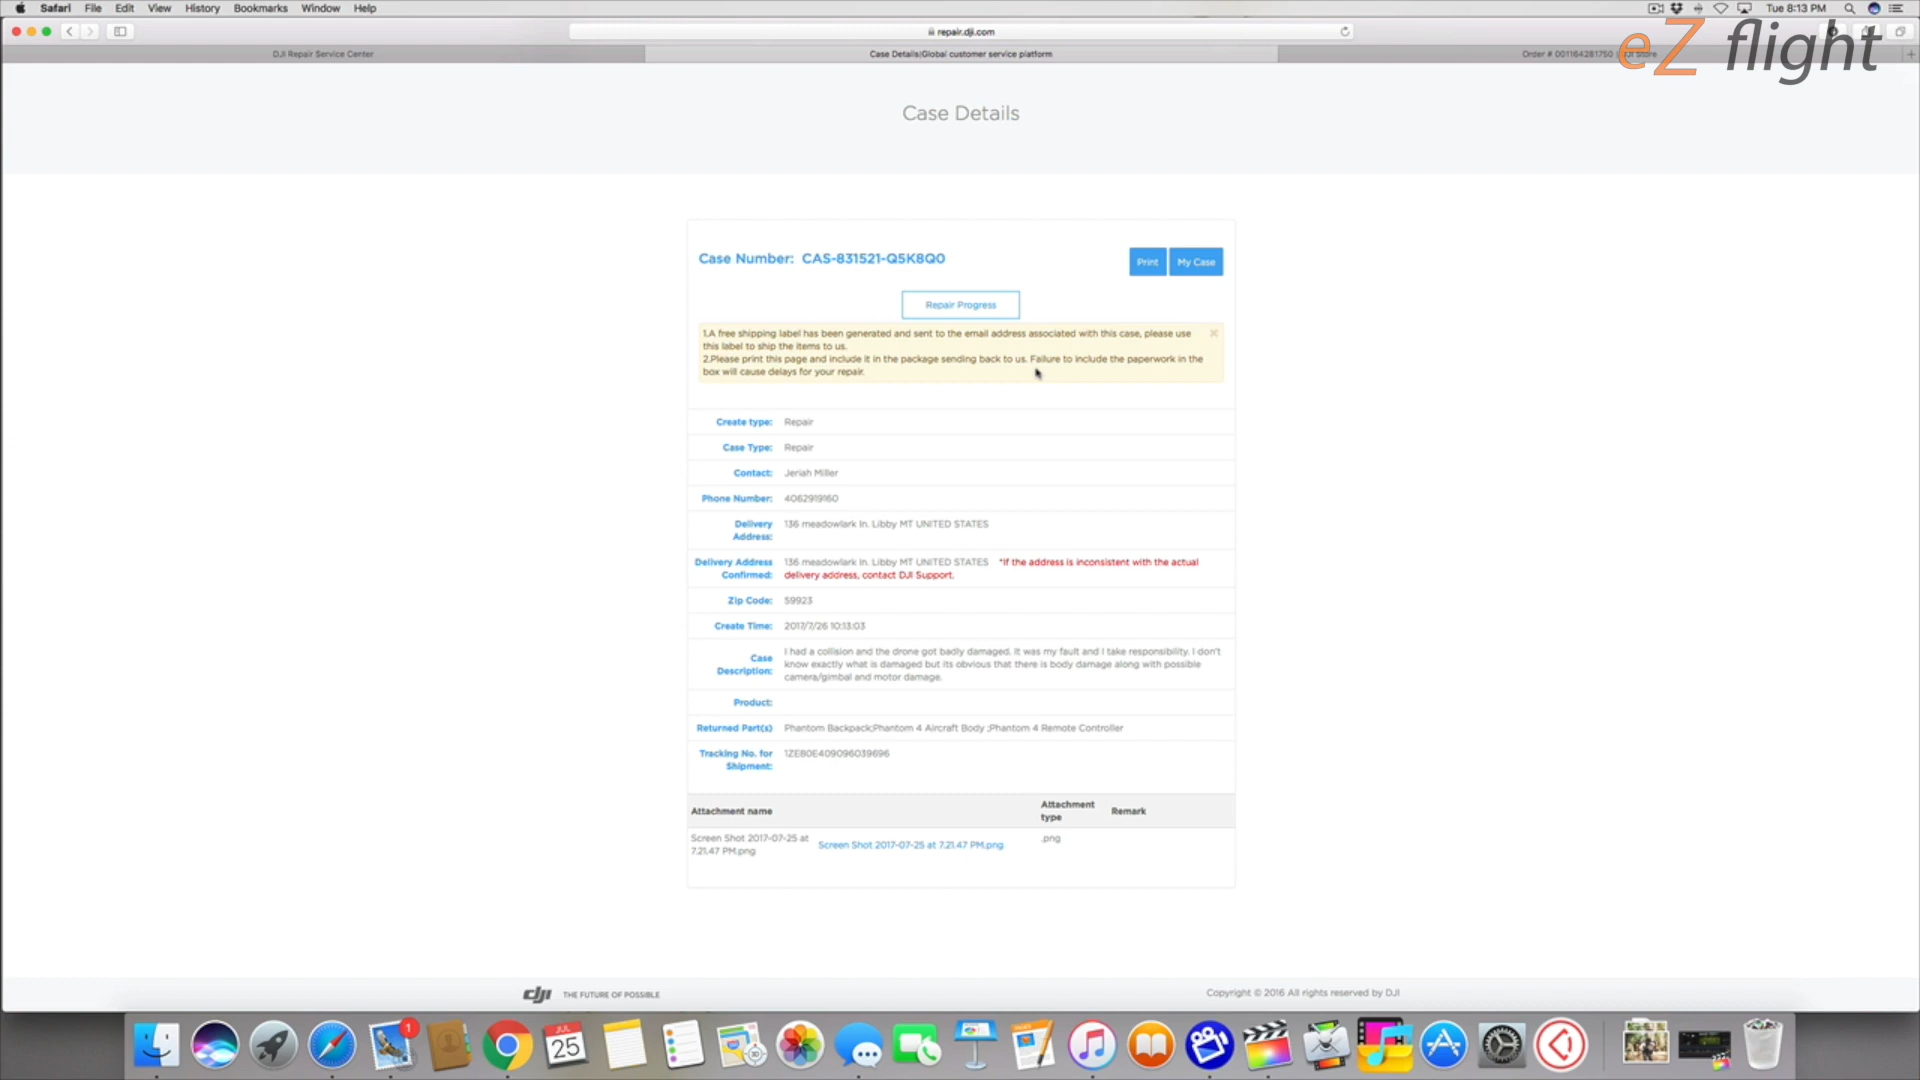 Safari File Edit View History Bookmarks Window Help Tue 8:13 PM
repair.dji.com
DJI Repair Service Center Case Details|Global customer service platform Order # 001164281750 |
eZ flight
Case Details
Case Number: CAS-831521-Q5K8Q0 Print My Case
Repair Progress
1.A free shipping label has been generated and sent to the email address associated with this case, please use
this label to ship the items to us.
2.Please print this page and include it in the package sending back to us. Failure to include the paperwork in the
box will cause delays for your repair.
Create type: Repair
Case Type: Repair
Contact: Jeriah Miller
Phone Number: 4062919160
Delivery 136 meadowlark ln. Libby MT UNITED STATES
Address:
Delivery Address 136 meadowlark ln. Libby MT UNITED STATES *If the address is inconsistent with the actual
Confirmed: delivery address, contact DJI Support.
Zip Code: 59923
Create Time: 2017/7/26 10:13:03
Case Description: I had a collision and the drone got badly damaged. It was my fault and I take responsibility. I don't
know exactly what is damaged but its obvious that there is body damage along with possible
camera/gimbal and motor damage.
Product:
Returned Part(s) Phantom Backpack;Phantom 4 Aircraft Body ;Phantom 4 Remote Controller
Tracking No. for 1ZE80E409096039696
Shipment:
Attachment name Attachment type Remark
Screen Shot 2017-07-25 at Screen Shot 2017-07-25 at 7.21.47 PM.png .png
7.21.47 PM.png
dji THE FUTURE OF POSSIBLE Copyright © 2016 All rights reserved by DJI
1
JUL
25